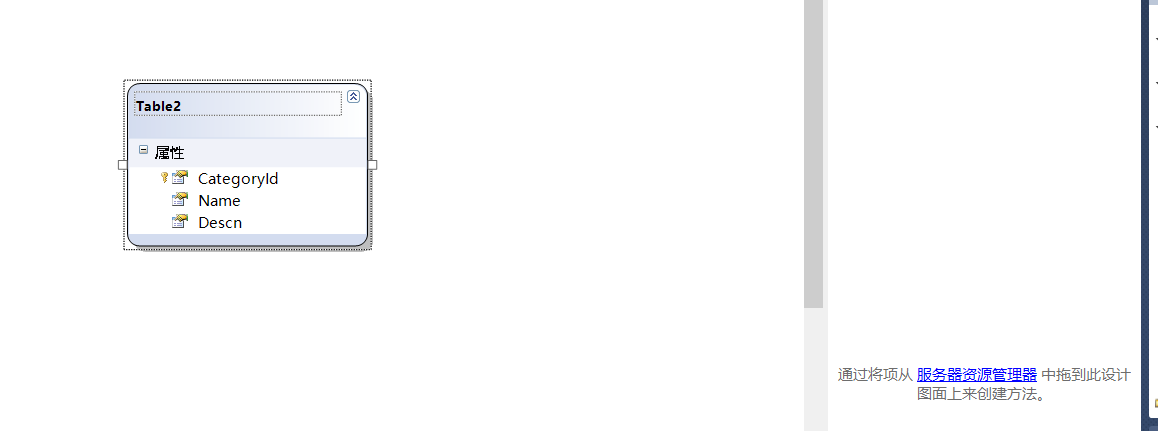 Table2
属性
CategoryId
Name
Descn
通过将项从 服务器资源管理器 中拖到此设计
图面上来创建方法。